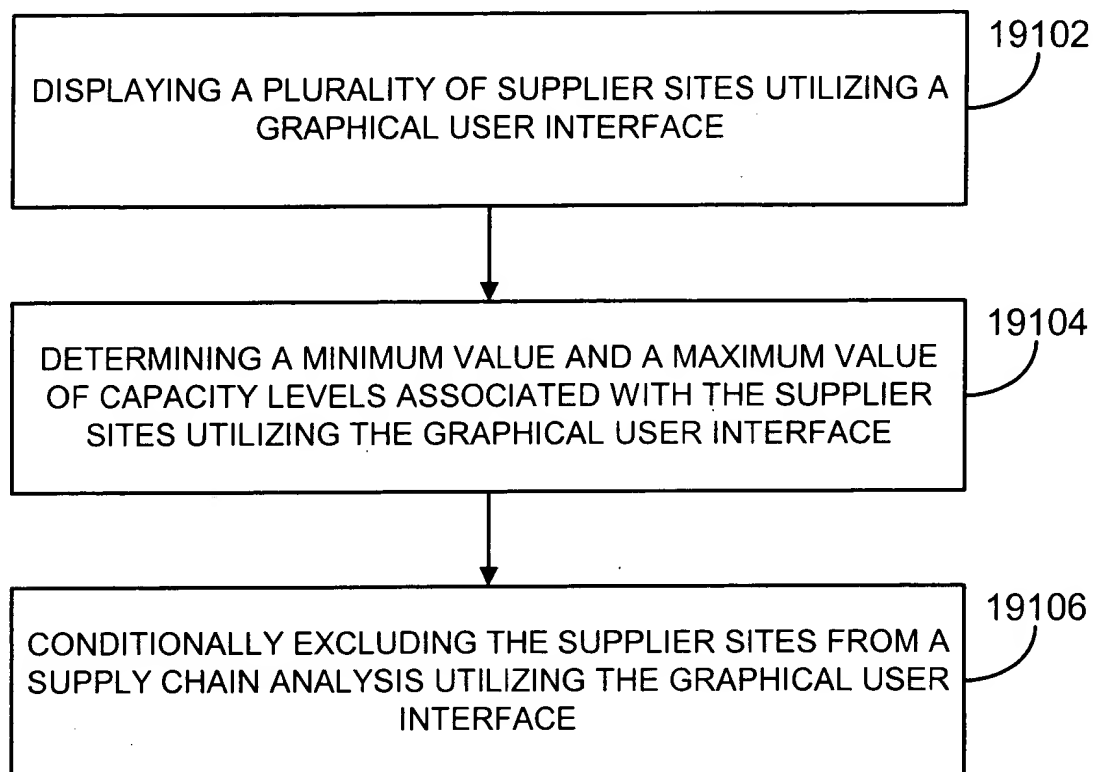 19102
DISPLAYING A PLURALITY OF SUPPLIER SITES UTILIZING A
GRAPHICAL USER INTERFACE
19104
DETERMINING A MINIMUM VALUE AND A MAXIMUM VALUE
OF CAPACITY LEVELS ASSOCIATED WITH THE SUPPLIER
SITES UTILIZING THE GRAPHICAL USER INTERFACE
19106
CONDITIONALLY EXCLUDING THE SUPPLIER SITES FROM A
SUPPLY CHAIN ANALYSIS UTILIZING THE GRAPHICAL USER
INTERFACE